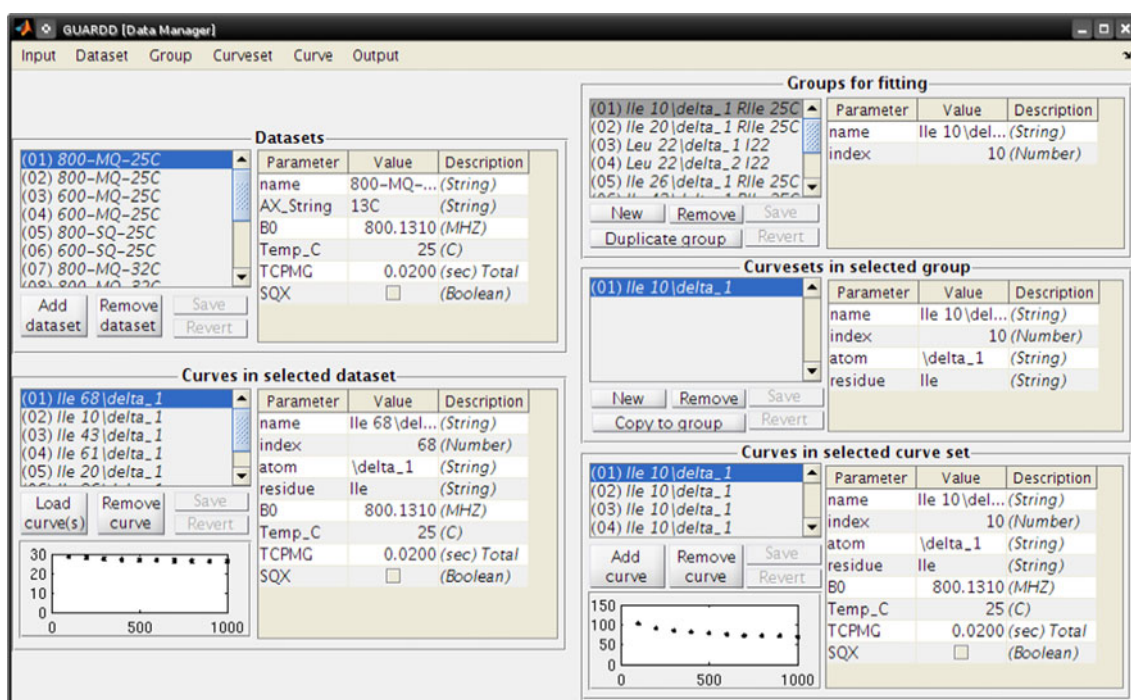 GUARDD [Data Manager]
Input Dataset Group Curveset Curve Output
Datasets
(01) 800-MQ-25C
(02) 800-MQ-25C
(03) 600-MQ-25C
(04) 600-MQ-25C
(05) 800-SQ-25C
(06) 600-SQ-25C
(07) 800-MQ-32C
(08) 800-MQ-32C
Add dataset Remove dataset Save Revert
Parameter Value Description
name 800-MQ-... (String)
AX_String 13C (String)
B0 800.1310 (MHZ)
Temp_C 25 (C)
TCPMG 0.0200 (sec) Total
SQX (Boolean)
Curves in selected dataset
(01) Ile 68\delta_1
(02) Ile 10\delta_1
(03) Ile 43\delta_1
(04) Ile 61\delta_1
(05) Ile 20\delta_1
Load curve(s) Remove curve Save Revert
30
20
10
0
0 500 1000
Parameter Value Description
name Ile 68\del... (String)
index 68 (Number)
atom \delta_1 (String)
residue Ile (String)
B0 800.1310 (MHZ)
Temp_C 25 (C)
TCPMG 0.0200 (sec) Total
SQX (Boolean)
Groups for fitting
(01) Ile 10\delta_1 RIle 25C
(02) Ile 20\delta_1 RIle 25C
(03) Leu 22\delta_1 l22
(04) Leu 22\delta_2 l22
(05) Ile 26\delta_1 RIle 25C
New Remove Save
Duplicate group Revert
Parameter Value Description
name Ile 10\del... (String)
index 10 (Number)
Curvesets in selected group
(01) Ile 10\delta_1
New Remove Save
Copy to group Revert
Parameter Value Description
name Ile 10\del... (String)
index 10 (Number)
atom \delta_1 (String)
residue Ile (String)
Curves in selected curve set
(01) Ile 10\delta_1
(02) Ile 10\delta_1
(03) Ile 10\delta_1
(04) Ile 10\delta_1
Add curve Remove curve Save Revert
150
100
50
0
0 500 1000
Parameter Value Description
name Ile 10\del... (String)
index 10 (Number)
atom \delta_1 (String)
residue Ile (String)
B0 800.1310 (MHZ)
Temp_C 25 (C)
TCPMG 0.0200 (sec) Total
SQX (Boolean)